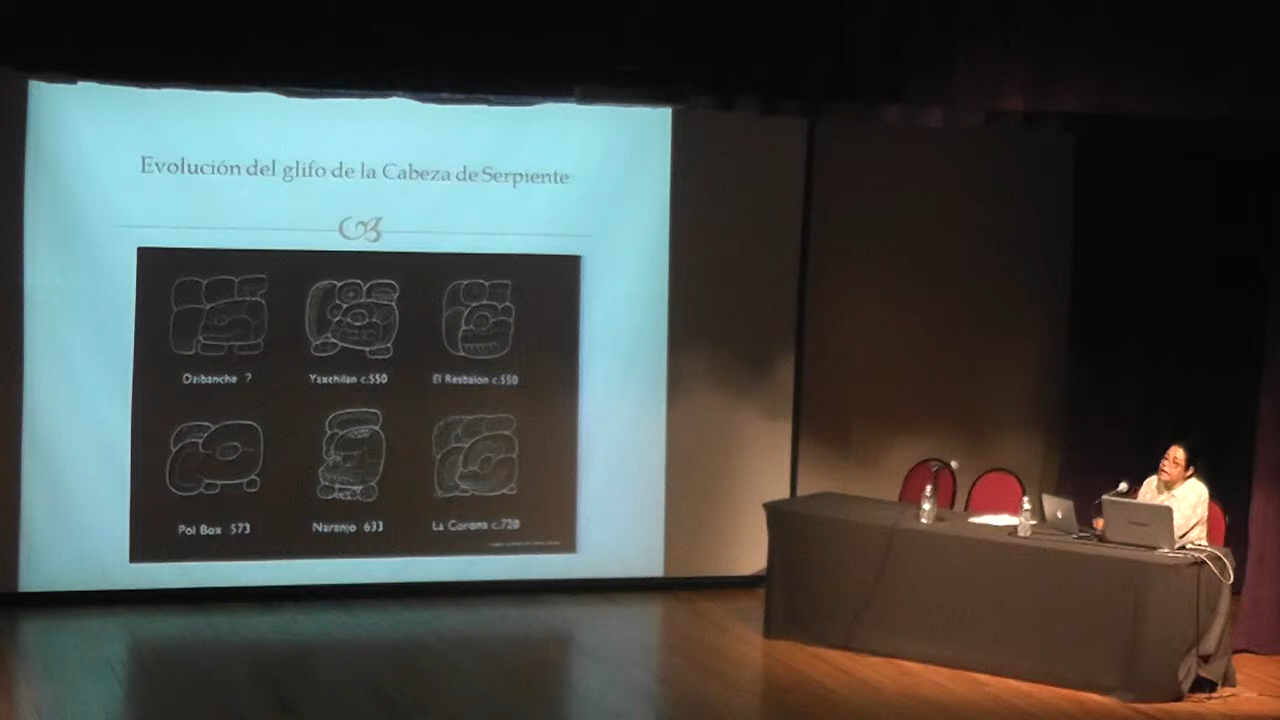 Evolución del glifo de la Cabeza de Serpiente
Dzibanche ? Yaxchilan c.550 El Resbalon c.550
Pol Box 573 Naranjo 633 La Corona c.720